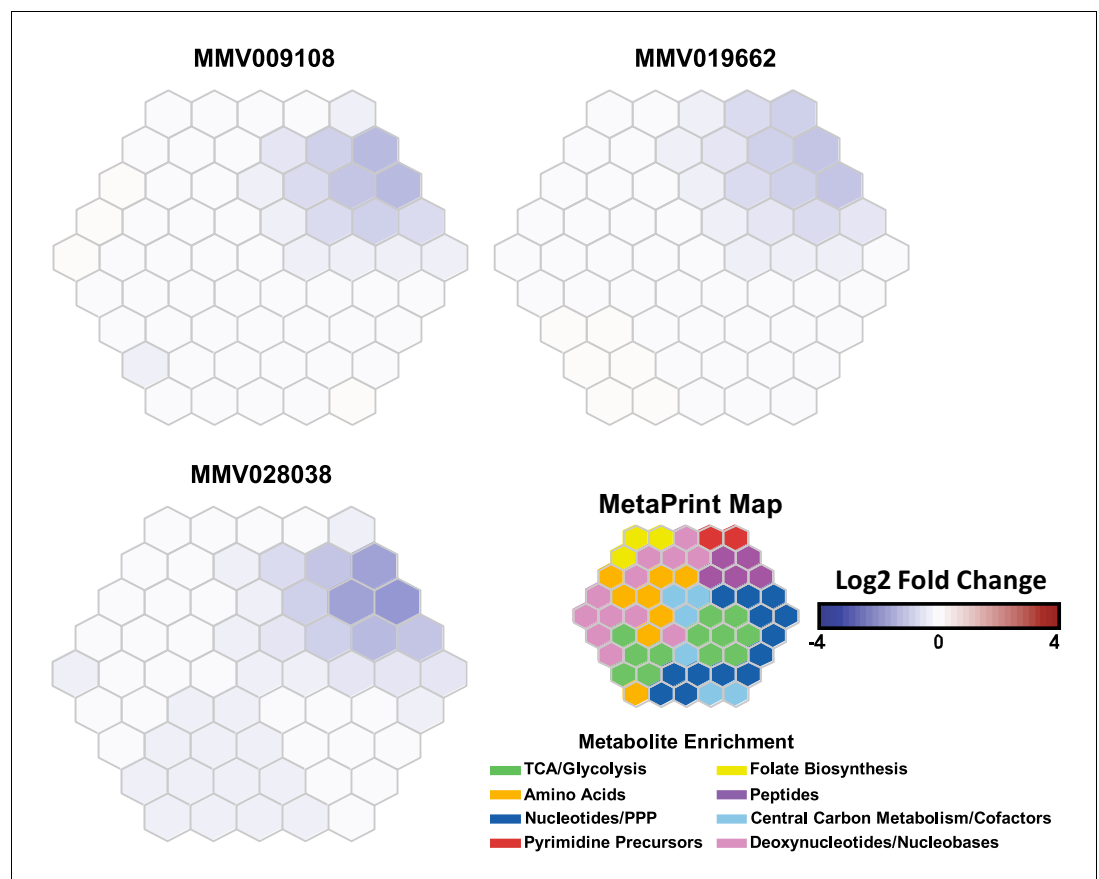 MMV009108
MMV019662
MMV028038
MetaPrint Map
Log2 Fold Change
-4 0 4
Metabolite Enrichment
TCA/Glycolysis
Folate Biosynthesis
Amino Acids
Peptides
Nucleotides/PPP
Central Carbon Metabolism/Cofactors
Pyrimidine Precursors
Deoxynucleotides/Nucleobases